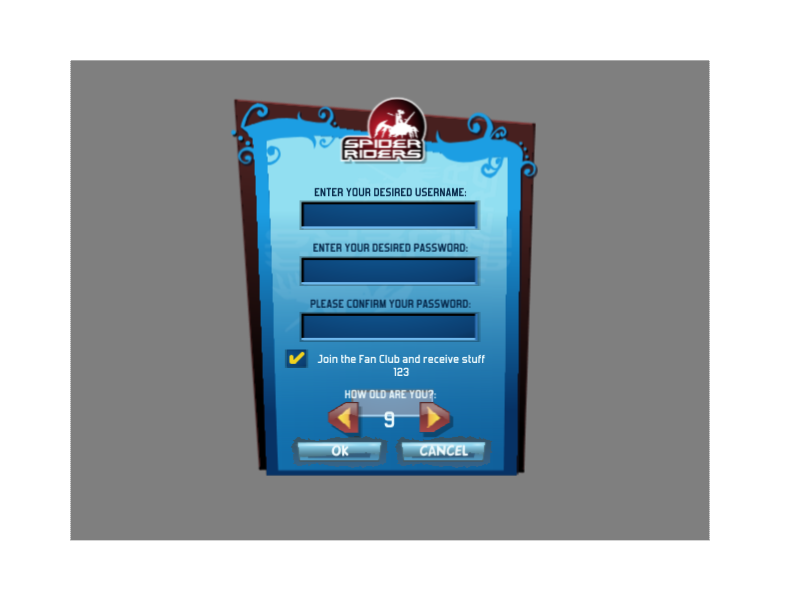 SPIDER
RIDERS
ENTER YOUR DESIRED USERNAME:
ENTER YOUR DESIRED PASSWORD:
PLEASE CONFIRM YOUR PASSWORD:
Join the Fan Club and receive stuff
123
HOW OLD ARE YOU?:
9
OK CANCEL